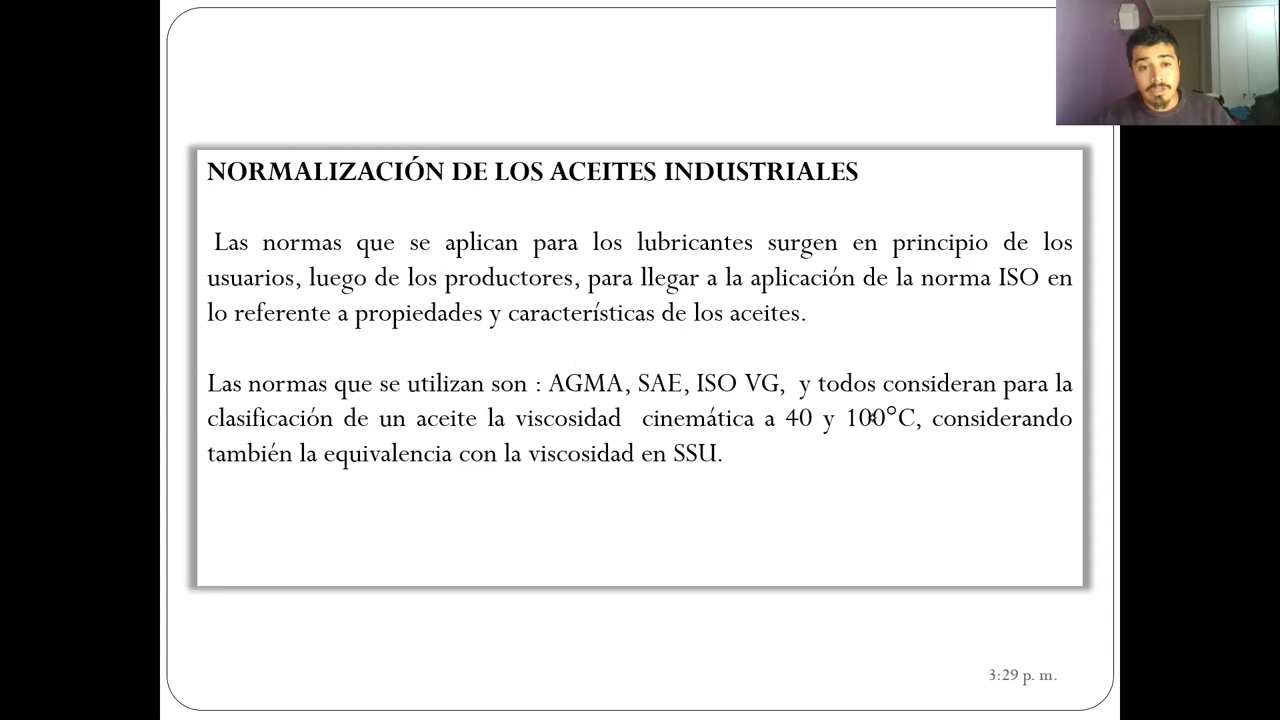 NORMALIZACIÓN DE LOS ACEITES INDUSTRIALES
Las normas que se aplican para los lubricantes surgen en principio de los
usuarios, luego de los productores, para llegar a la aplicación de la norma ISO en
lo referente a propiedades y características de los aceites.
Las normas que se utilizan son : AGMA, SAE, ISO VG, y todos consideran para la
clasificación de un aceite la viscosidad cinemática a 40 y 100°C, considerando
también la equivalencia con la viscosidad en SSU.
3:29 p. m.